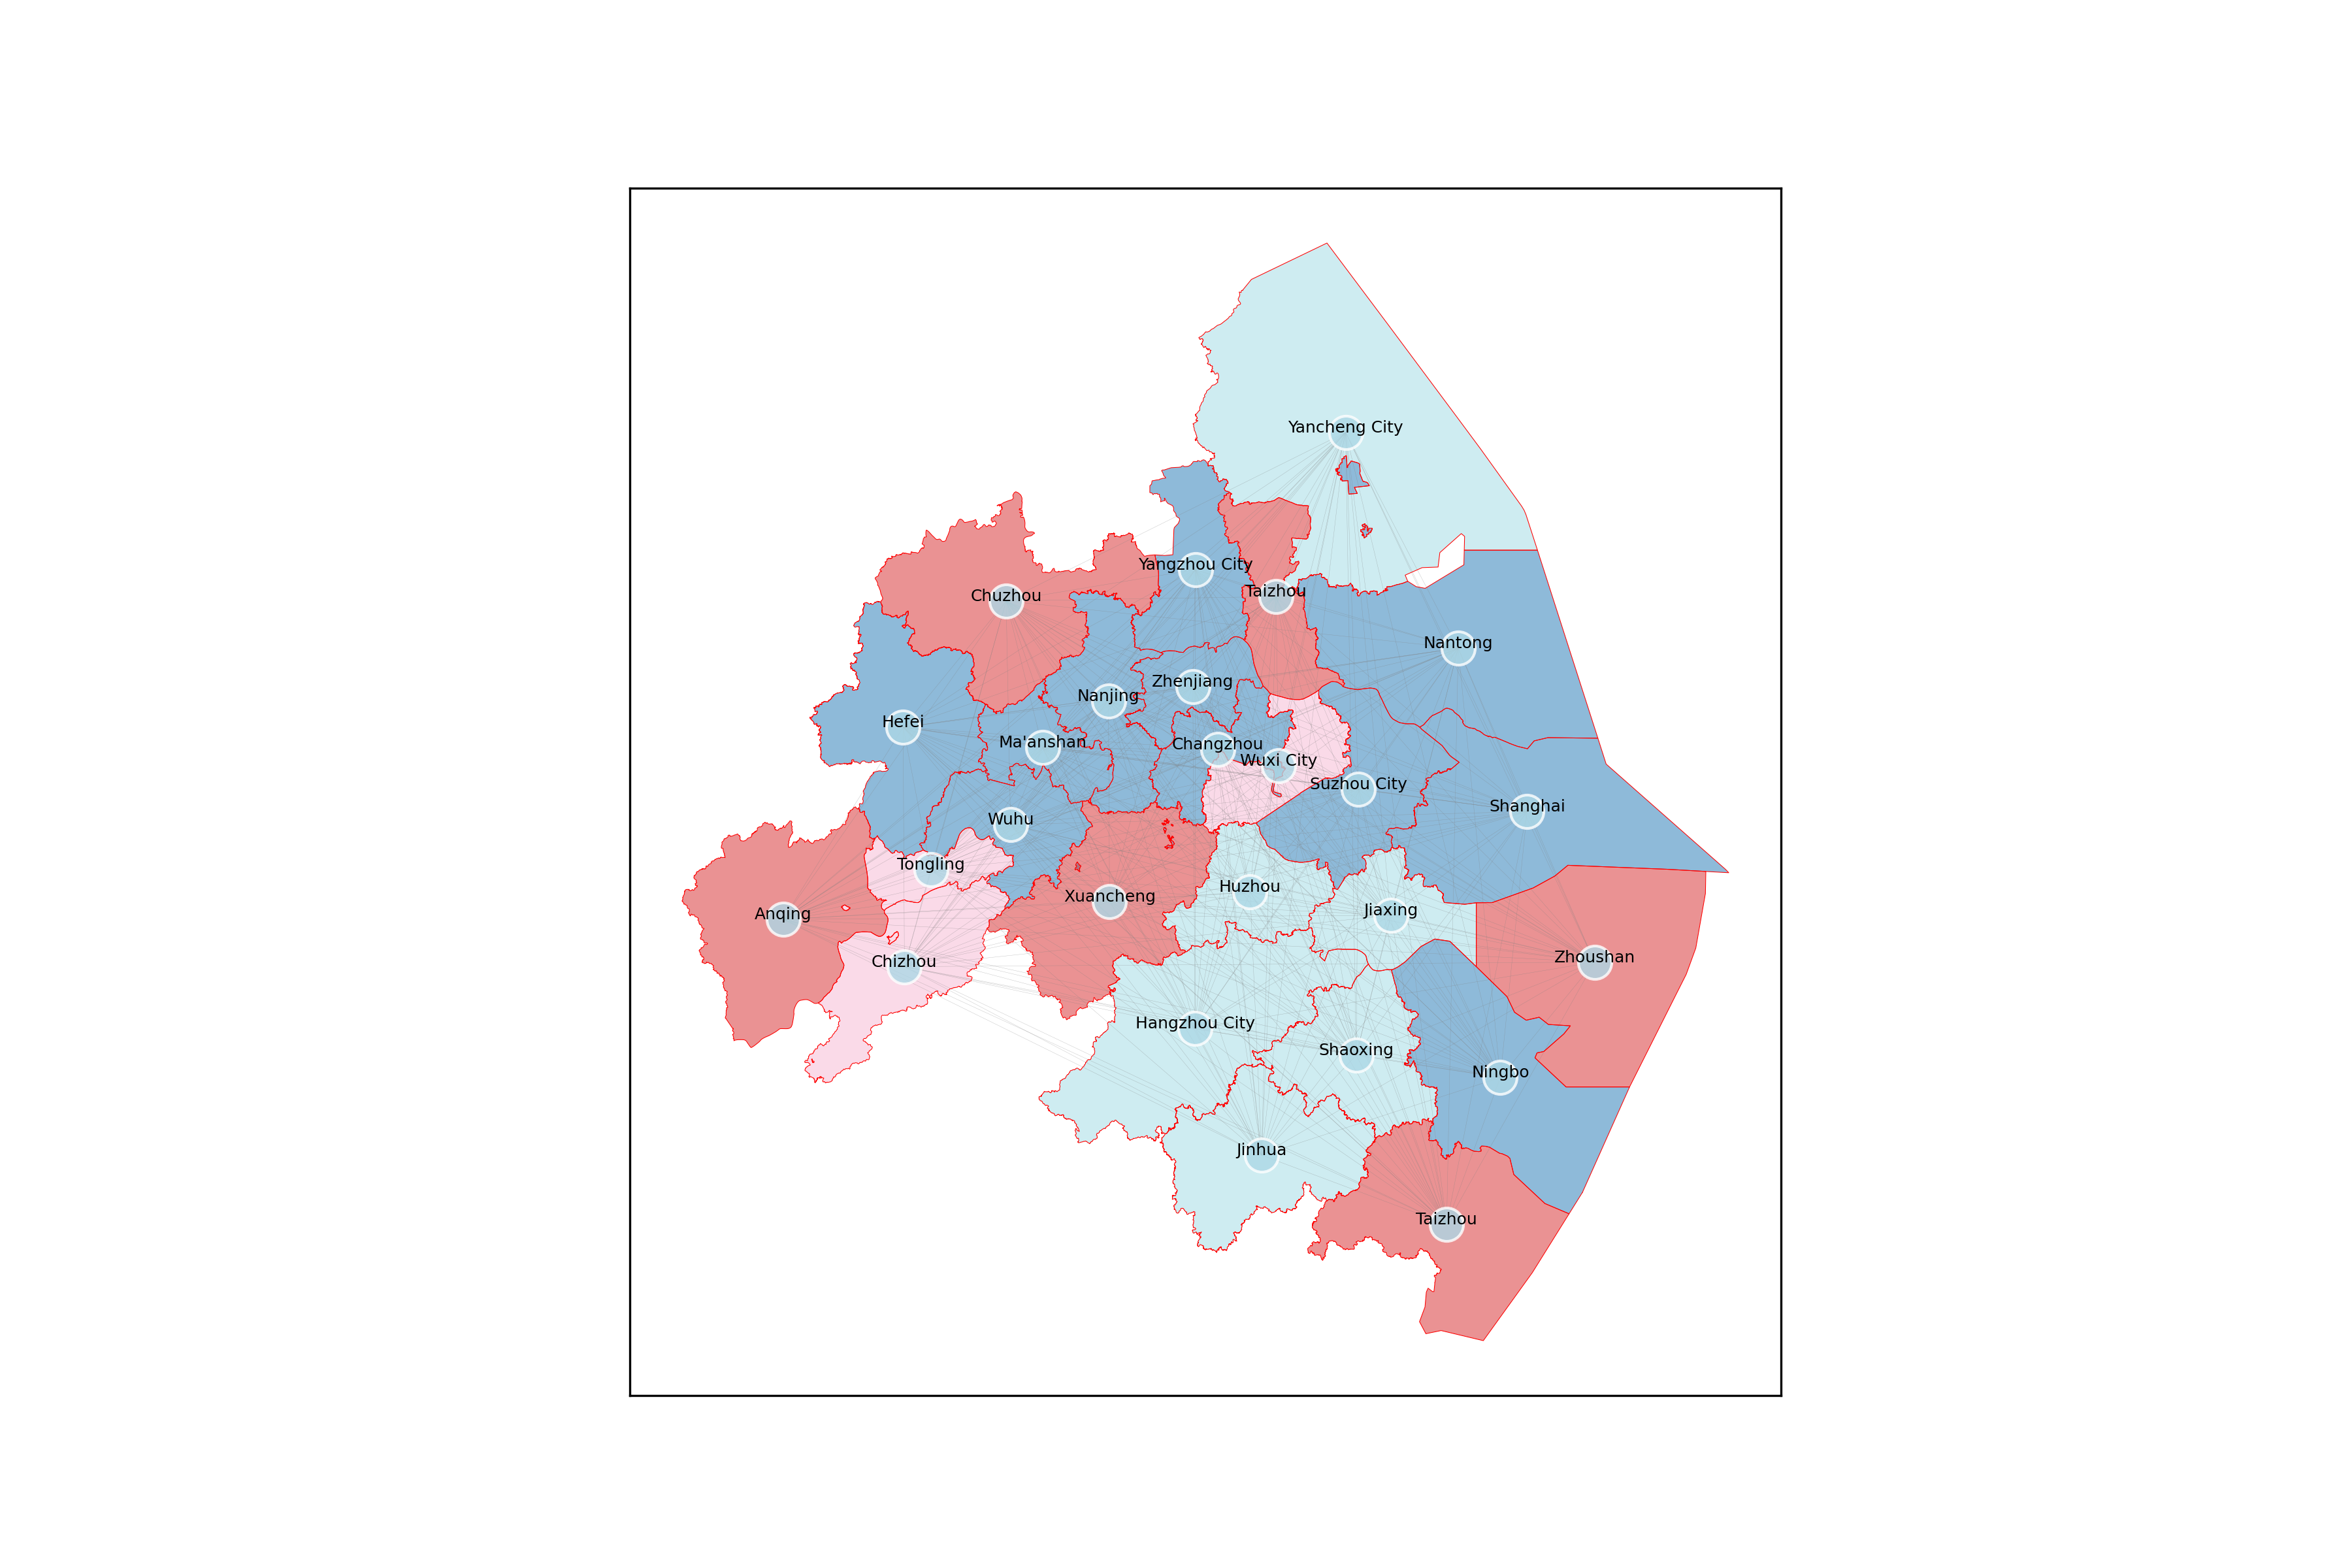 Yancheng City
Yangzhou City
Taizhou
Chuzhou
Nantong
Zhenjiang
Nanjing
Hefei
Ma'anshan
Changzhou
Wuxi City
Suzhou City
Shanghai
Wuhu
Tongling
Huzhou
Xuancheng
Jiaxing
Anqing
Zhoushan
Chizhou
Hangzhou City
Shaoxing
Ningbo
Jinhua
Taizhou